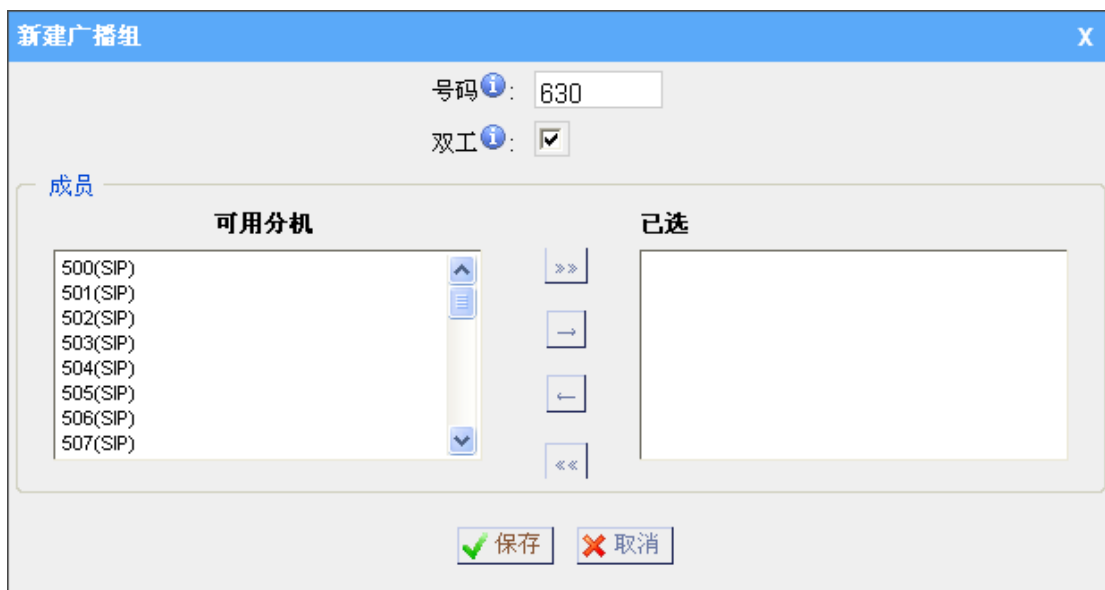 新建广播组 X
号码 : 630
双工 :
成员
可用分机 已选
500(SIP)
501(SIP)
502(SIP)
503(SIP)
504(SIP)
505(SIP)
506(SIP)
507(SIP)
保存 取消